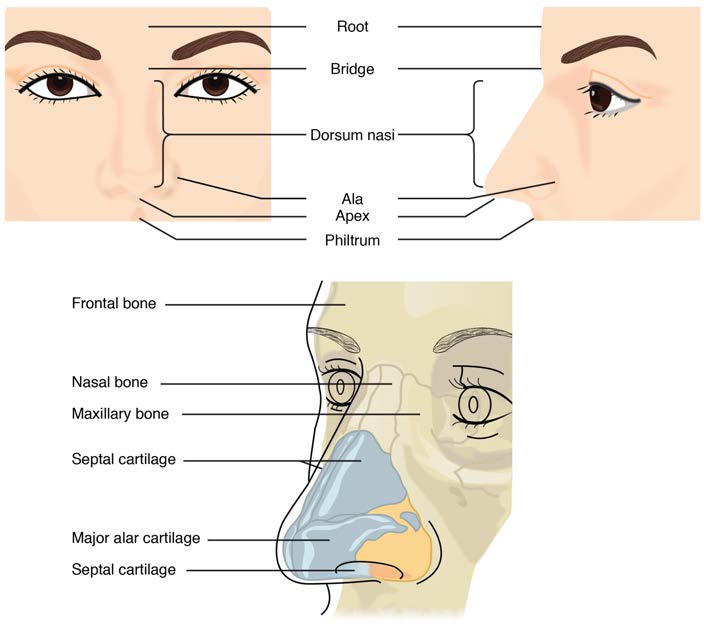 Root
Bridge
Dorsum nasi
Ala
Apex
Philtrum
Frontal bone
Nasal bone
Maxillary bone
Septal cartilage
Major alar cartilage
Septal cartilage